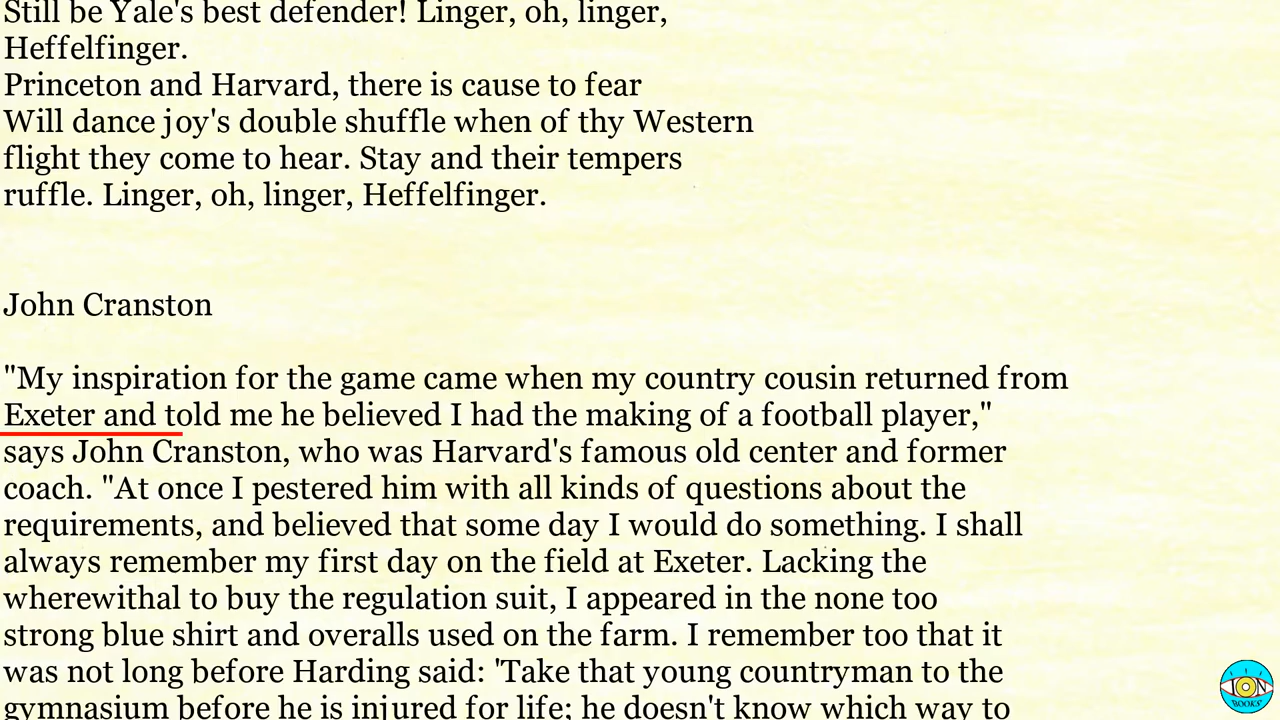 Still be Yale's best defender! Linger, oh, linger,
Heffelfinger.
Princeton and Harvard, there is cause to fear
Will dance joy's double shuffle when of thy Western
flight they come to hear. Stay and their tempers
ruffle. Linger, oh, linger, Heffelfinger.
John Cranston
"My inspiration for the game came when my country cousin returned from
Exeter and told me he believed I had the making of a football player,"
says John Cranston, who was Harvard's famous old center and former
coach. "At once I pestered him with all kinds of questions about the
requirements, and believed that some day I would do something. I shall
always remember my first day on the field at Exeter. Lacking the
wherewithal to buy the regulation suit, I appeared in the none too
strong blue shirt and overalls used on the farm. I remember too that it
was not long before Harding said: 'Take that young countryman to the
gymnasium before he is injured for life; he doesn't know which way to
ION
BOOKS